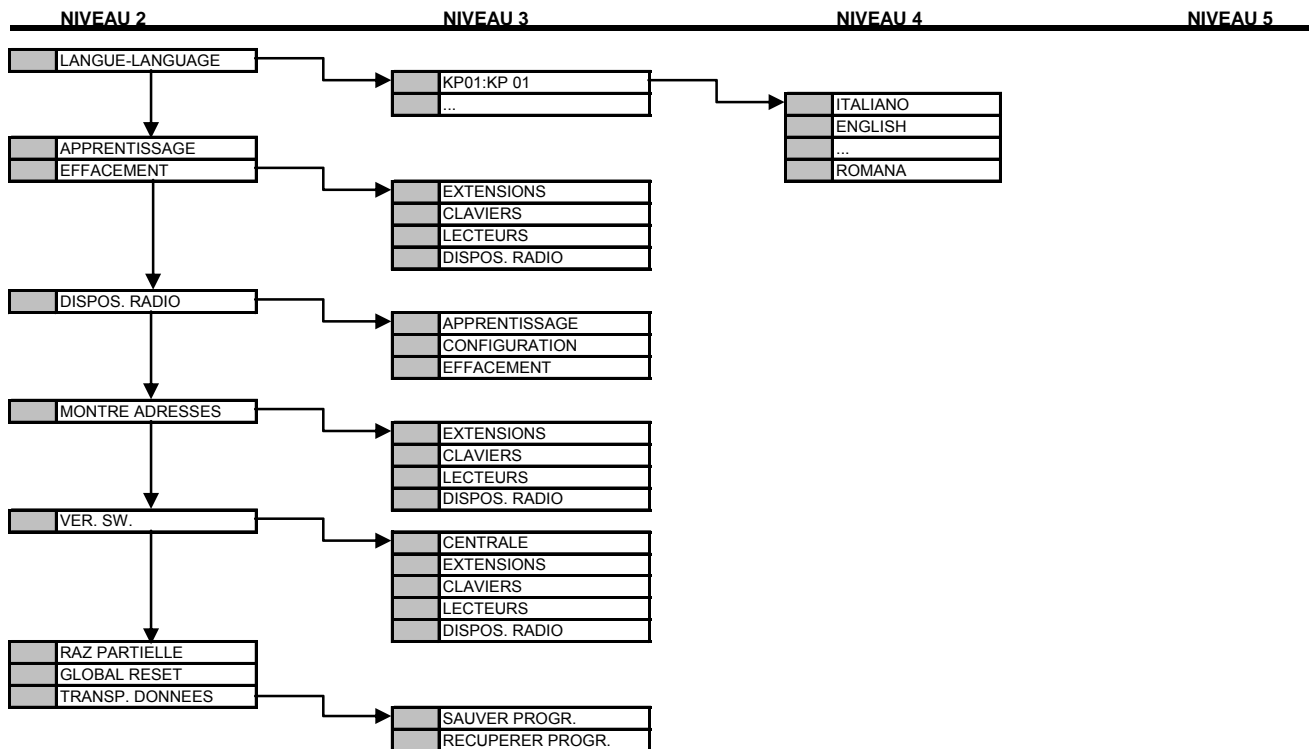 NIVEAU 2 NIVEAU 3 NIVEAU 4 NIVEAU 5
LANGUE-LANGUAGE
KP01:KP 01
...
ITALIANO
ENGLISH
...
ROMANA
APPRENTISSAGE
EFFACEMENT
EXTENSIONS
CLAVIERS
LECTEURS
DISPOS. RADIO
DISPOS. RADIO
APPRENTISSAGE
CONFIGURATION
EFFACEMENT
MONTRE ADRESSES
EXTENSIONS
CLAVIERS
LECTEURS
DISPOS. RADIO
VER. SW.
CENTRALE
EXTENSIONS
CLAVIERS
LECTEURS
DISPOS. RADIO
RAZ PARTIELLE
GLOBAL RESET
TRANSP. DONNEES
SAUVER PROGR.
RECUPERER PROGR.